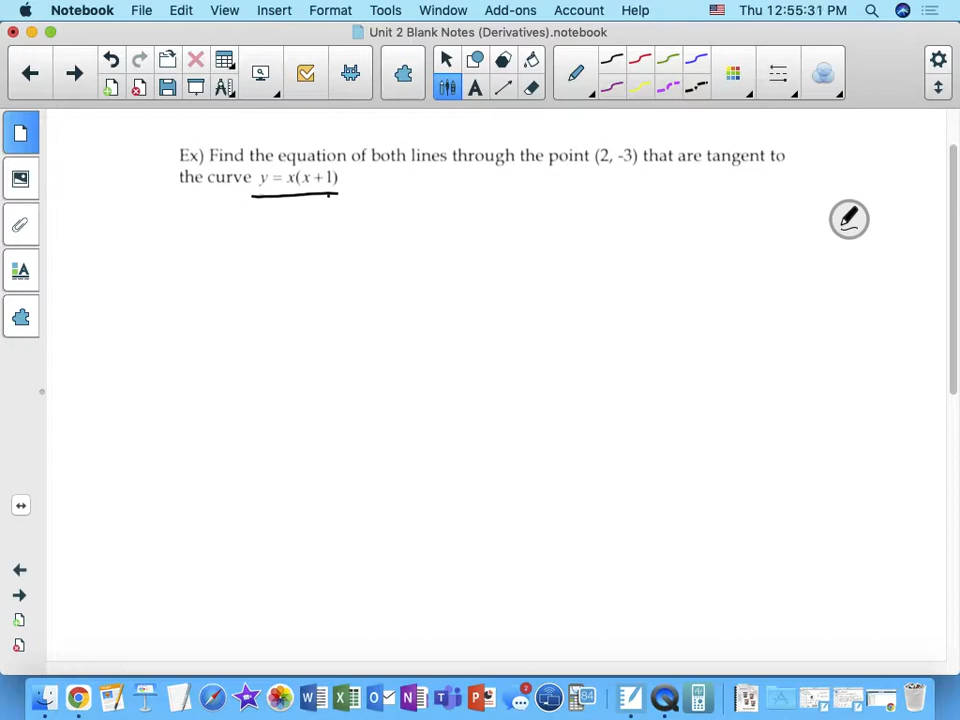 Notebook File Edit View Insert Format Tools Window Add-ons Account Help Thu 12:55:31 PM
Unit 2 Blank Notes (Derivatives).notebook
A
Ex) Find the equation of both lines through the point (2, -3) that are tangent to
the curve y = x(x+1)
A
W X O N T P 2 84